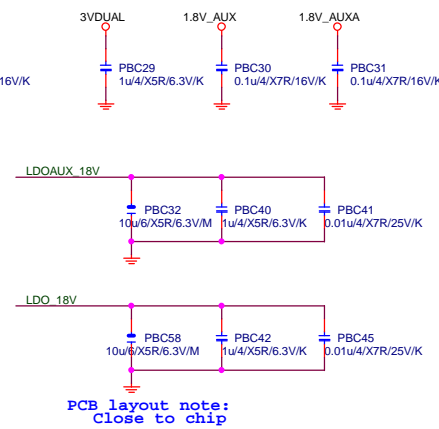 3VDUAL
1.8V_AUX
1.8V_AUXA
PBC29
PBC30
PBC31
16V/K
1u/4/X5R/6.3V/K
0.1u/4/X7R/16V/K
0.1u/4/X7R/16V/K
LDOAUX_18V
PBC32
PBC40
PBC41
10u/6/X5R/6.3V/M
1u/4/X5R/6.3V/K
0.01u/4/X7R/25V/K
LDO_18V
PBC58
PBC42
PBC45
10u/6/X5R/6.3V/M
1u/4/X5R/6.3V/K
0.01u/4/X7R/25V/K
PCB layout note:
Close to chip